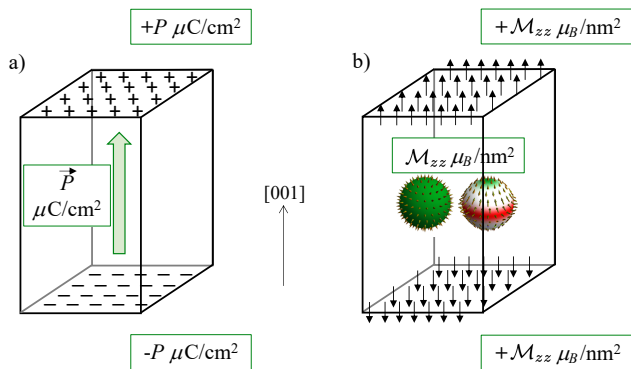 +P μC/cm²
+ℳzz μB/nm²
a)
b)
P⃗
μC/cm²
ℳzz μB/nm²
[001]
-P μC/cm²
+ℳzz μB/nm²